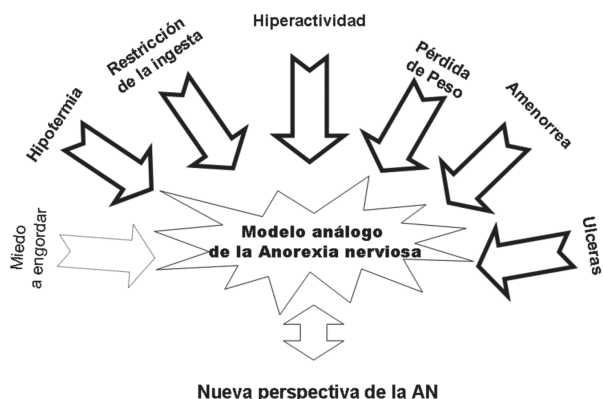 Hiperactividad
Restricción
de la ingesta
Pérdida
de Peso
Hipotermia
Amenorrea
Miedo
a engordar
Modelo análogo
de la Anorexia nerviosa
Ulceras
Nueva perspectiva de la AN